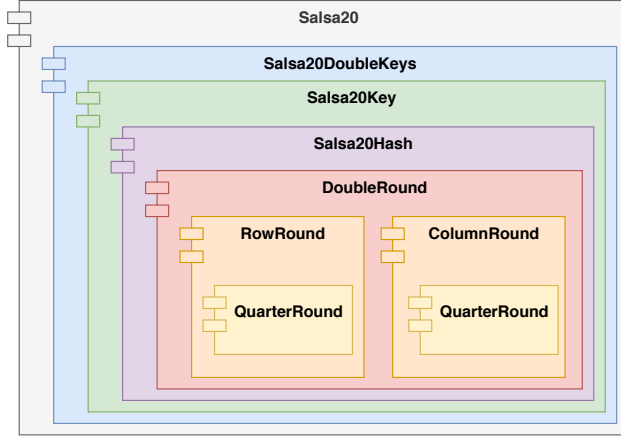 Salsa20
Salsa20DoubleKeys
Salsa20Key
Salsa20Hash
DoubleRound
RowRound
ColumnRound
QuarterRound
QuarterRound